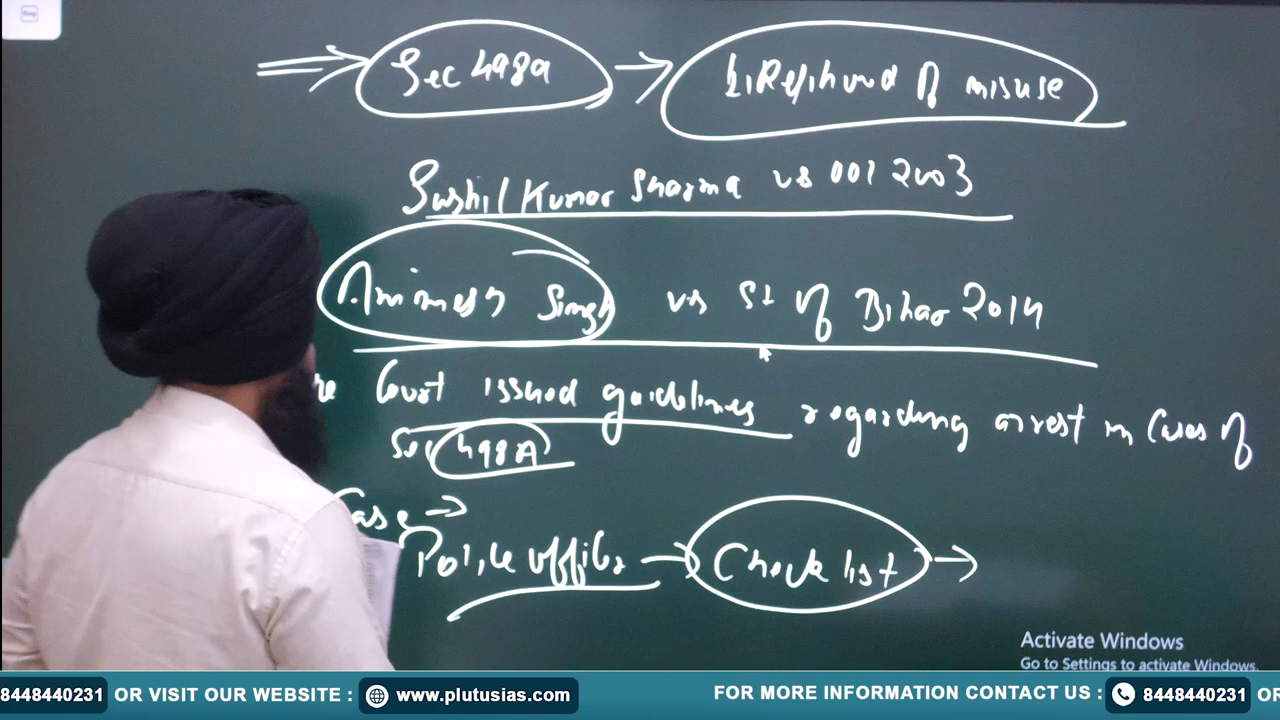 Sec 498a → Likelihood of misuse
Sushil Kumar Sharma vs UOI 2003
Animesh Singh vs St of Bihar 2014
Court issued guidelines regarding arrest in Cases of
Sec 498A
Case →
Police officer → Check list →
Activate Windows
Go to Settings to activate Windows.
8448440231 OR VISIT OUR WEBSITE : www.plutusias.com FOR MORE INFORMATION CONTACT US : 8448440231 OR